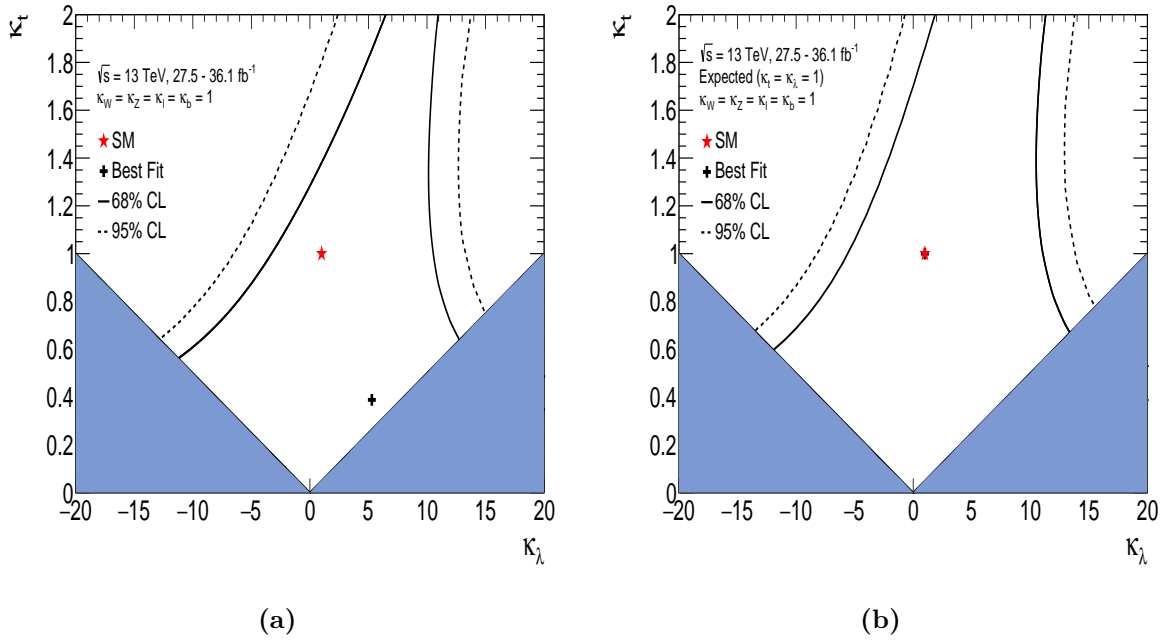 κt
2
1.8
1.6
1.4
1.2
1
0.8
0.6
0.4
0.2
0
√s = 13 TeV, 27.5 - 36.1 fb-1
κW = κZ = κl = κb = 1
SM
Best Fit
68% CL
95% CL
−20 −15 −10 −5 0 5 10 15 20
κλ
(a)
κt
2
1.8
1.6
1.4
1.2
1
0.8
0.6
0.4
0.2
0
√s = 13 TeV, 27.5 - 36.1 fb-1
Expected (κt = κλ = 1)
κW = κZ = κl = κb = 1
SM
Best Fit
68% CL
95% CL
−20 −15 −10 −5 0 5 10 15 20
κλ
(b)